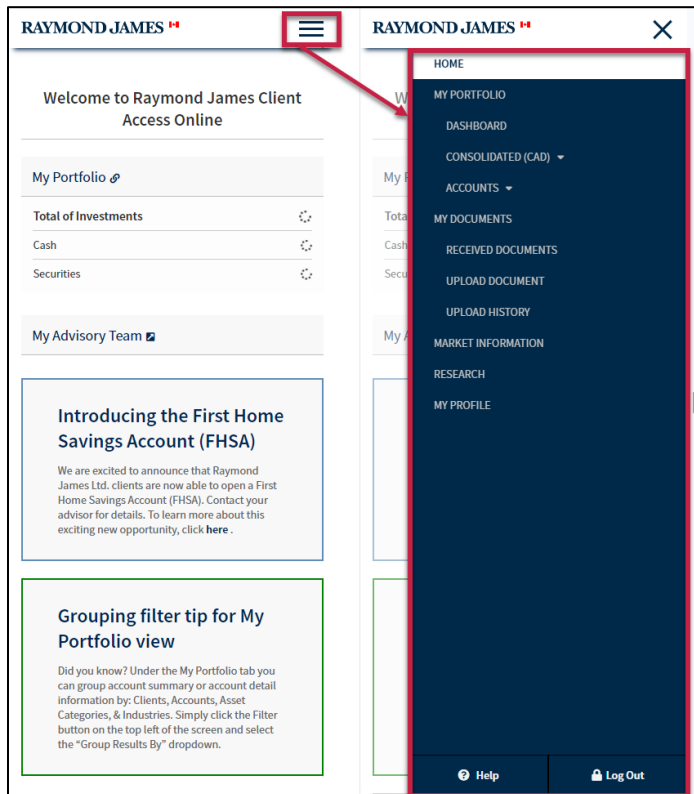 RAYMOND JAMES
Welcome to Raymond James Client
Access Online
My Portfolio
Total of Investments
Cash
Securities
My Advisory Team
Introducing the First Home
Savings Account (FHSA)
We are excited to announce that Raymond
James Ltd. clients are now able to open a First
Home Savings Account (FHSA). Contact your
advisor for details. To learn more about this
exciting new opportunity, click here .
Grouping filter tip for My
Portfolio view
Did you know? Under the My Portfolio tab you
can group account summary or account detail
information by: Clients, Accounts, Asset
Categories, & Industries. Simply click the Filter
button on the top left of the screen and select
the “Group Results By” dropdown.
RAYMOND JAMES
W
My P
Tota
Cash
Secu
My A
HOME
MY PORTFOLIO
DASHBOARD
CONSOLIDATED (CAD)
ACCOUNTS
MY DOCUMENTS
RECEIVED DOCUMENTS
UPLOAD DOCUMENT
UPLOAD HISTORY
MARKET INFORMATION
RESEARCH
MY PROFILE
Help
Log Out